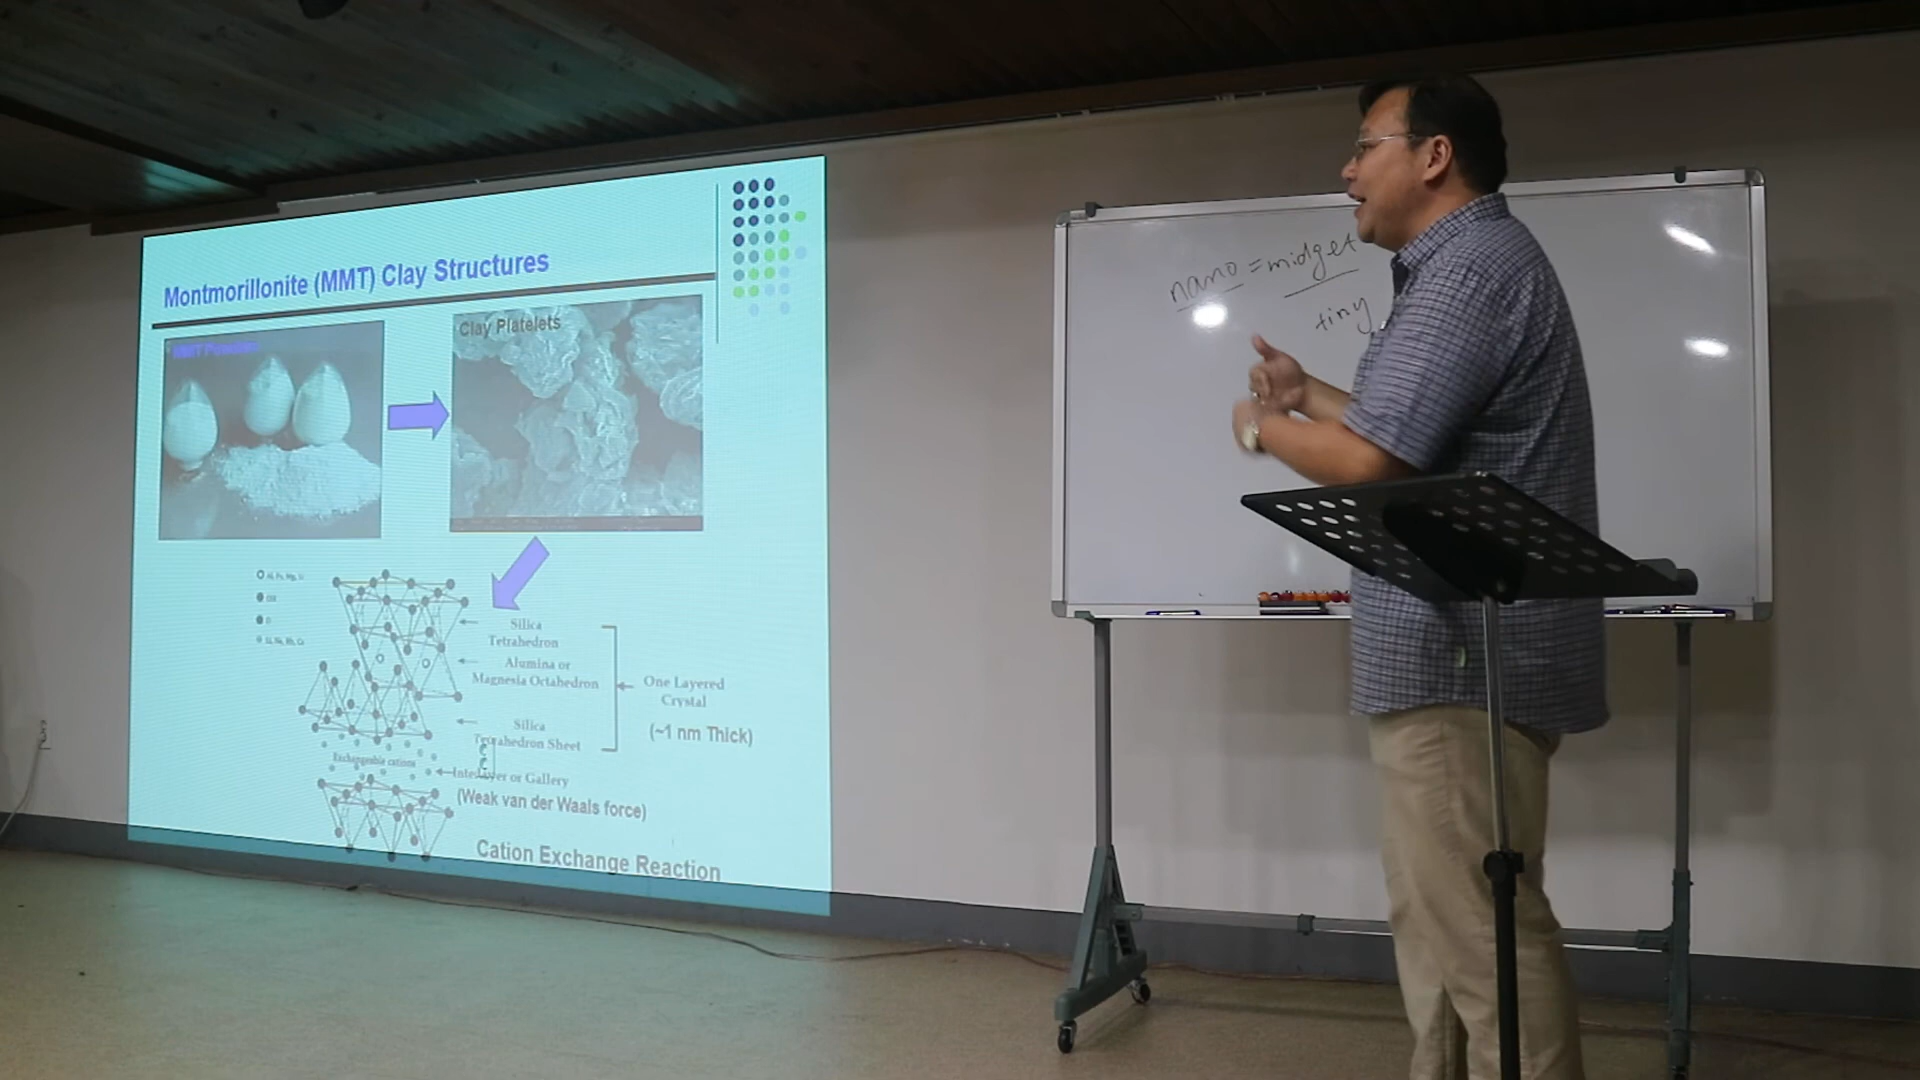 Montmorillonite (MMT) Clay Structures
MMT Powders
Clay Platelets
Silica
Tetrahedron
Alumina or
Magnesia Octahedron
One Layered
Crystal
(~1 nm Thick)
Silica
Tetrahedron Sheet
Exchangeable cations
Interlayer or Gallery
(Weak van der Waals force)
Cation Exchange Reaction
nano = midget
tiny